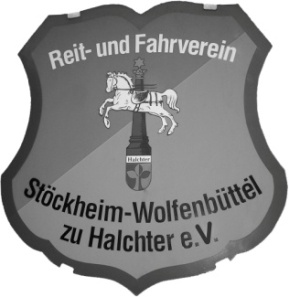 Reit- und Fahrverein
Halchter
Stöckheim-Wolfenbüttel
zu Halchter e.V.